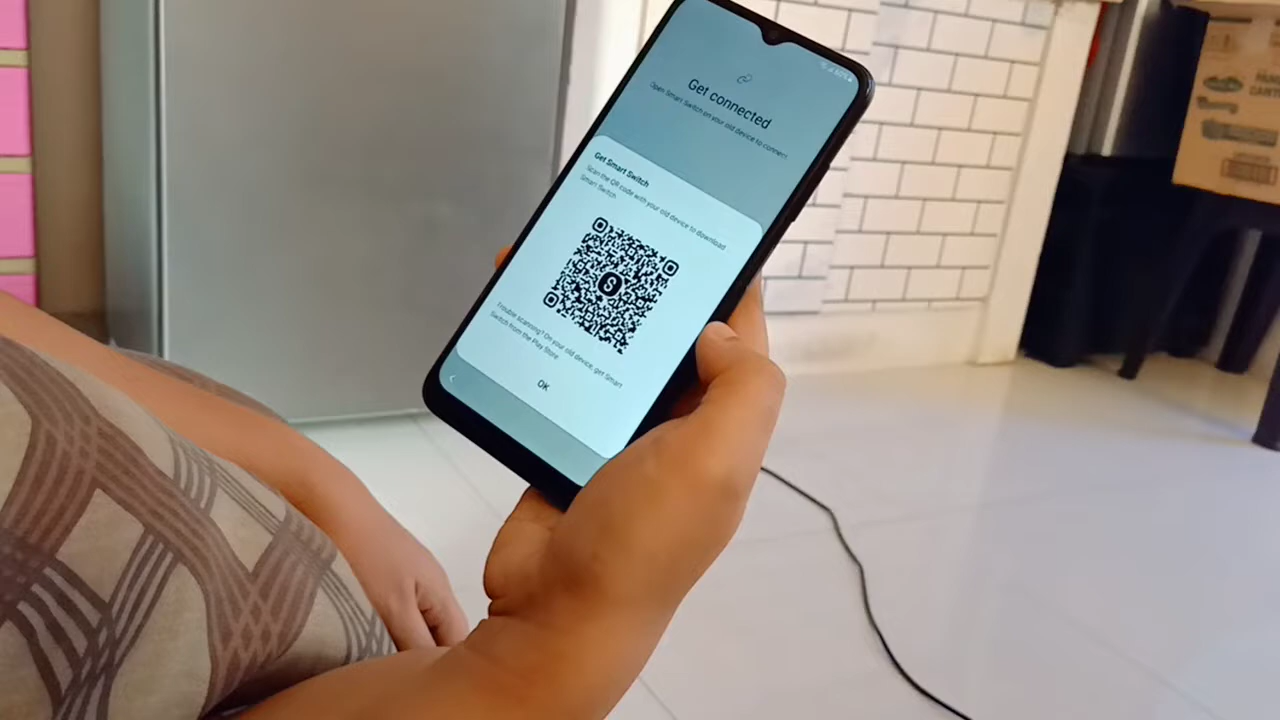 Get connected
Open Smart Switch on your old device to connect.
Get Smart Switch
Scan the QR code with your old device to download
Smart Switch
S
Trouble scanning? On your old device, get Smart
Switch from the Play Store
OK